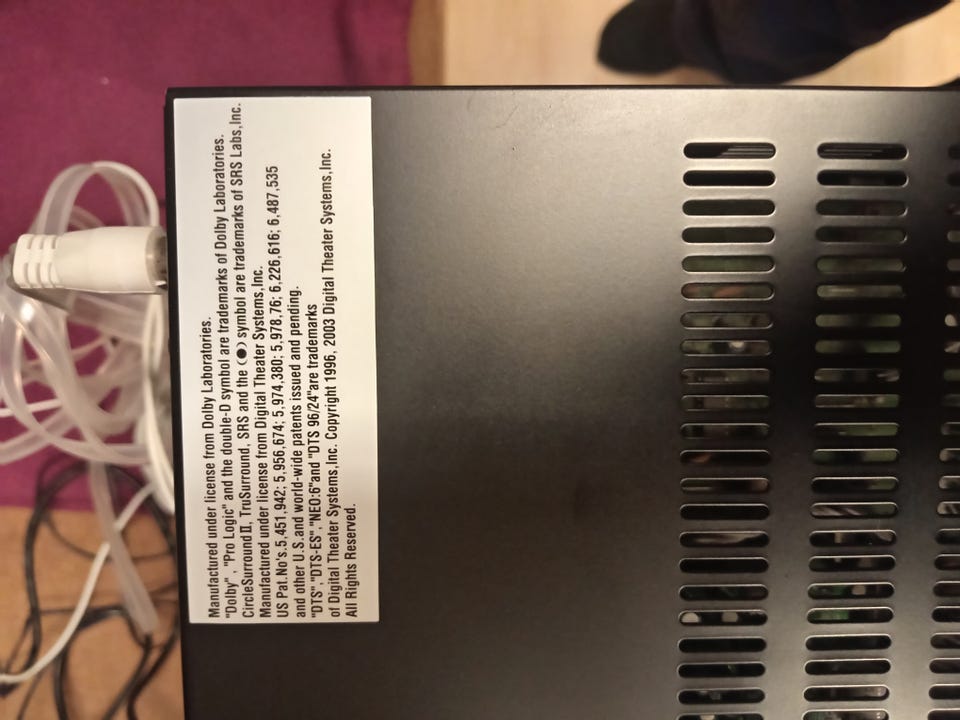 Manufactured under license from Dolby Laboratories.
"Dolby", "Pro Logic" and the double-D symbol are trademarks of Dolby Laboratories.
CircleSurround II, TruSurround, SRS and the (●) symbol are trademarks of SRS Labs,Inc.
Manufactured under license from Digital Theater Systems,Inc.
US Pat.No's.5,451,942; 5,956,674; 5,974,380; 5,978,76; 6,226,616; 6,487,535
and other U.S.and world-wide patents issued and pending.
"DTS", "DTS-ES", "NEO:6"and "DTS 96/24"are trademarks
of Digital Theater Systems,Inc. Copyright 1996, 2003 Digital Theater Systems,Inc.
All Rights Reserved.